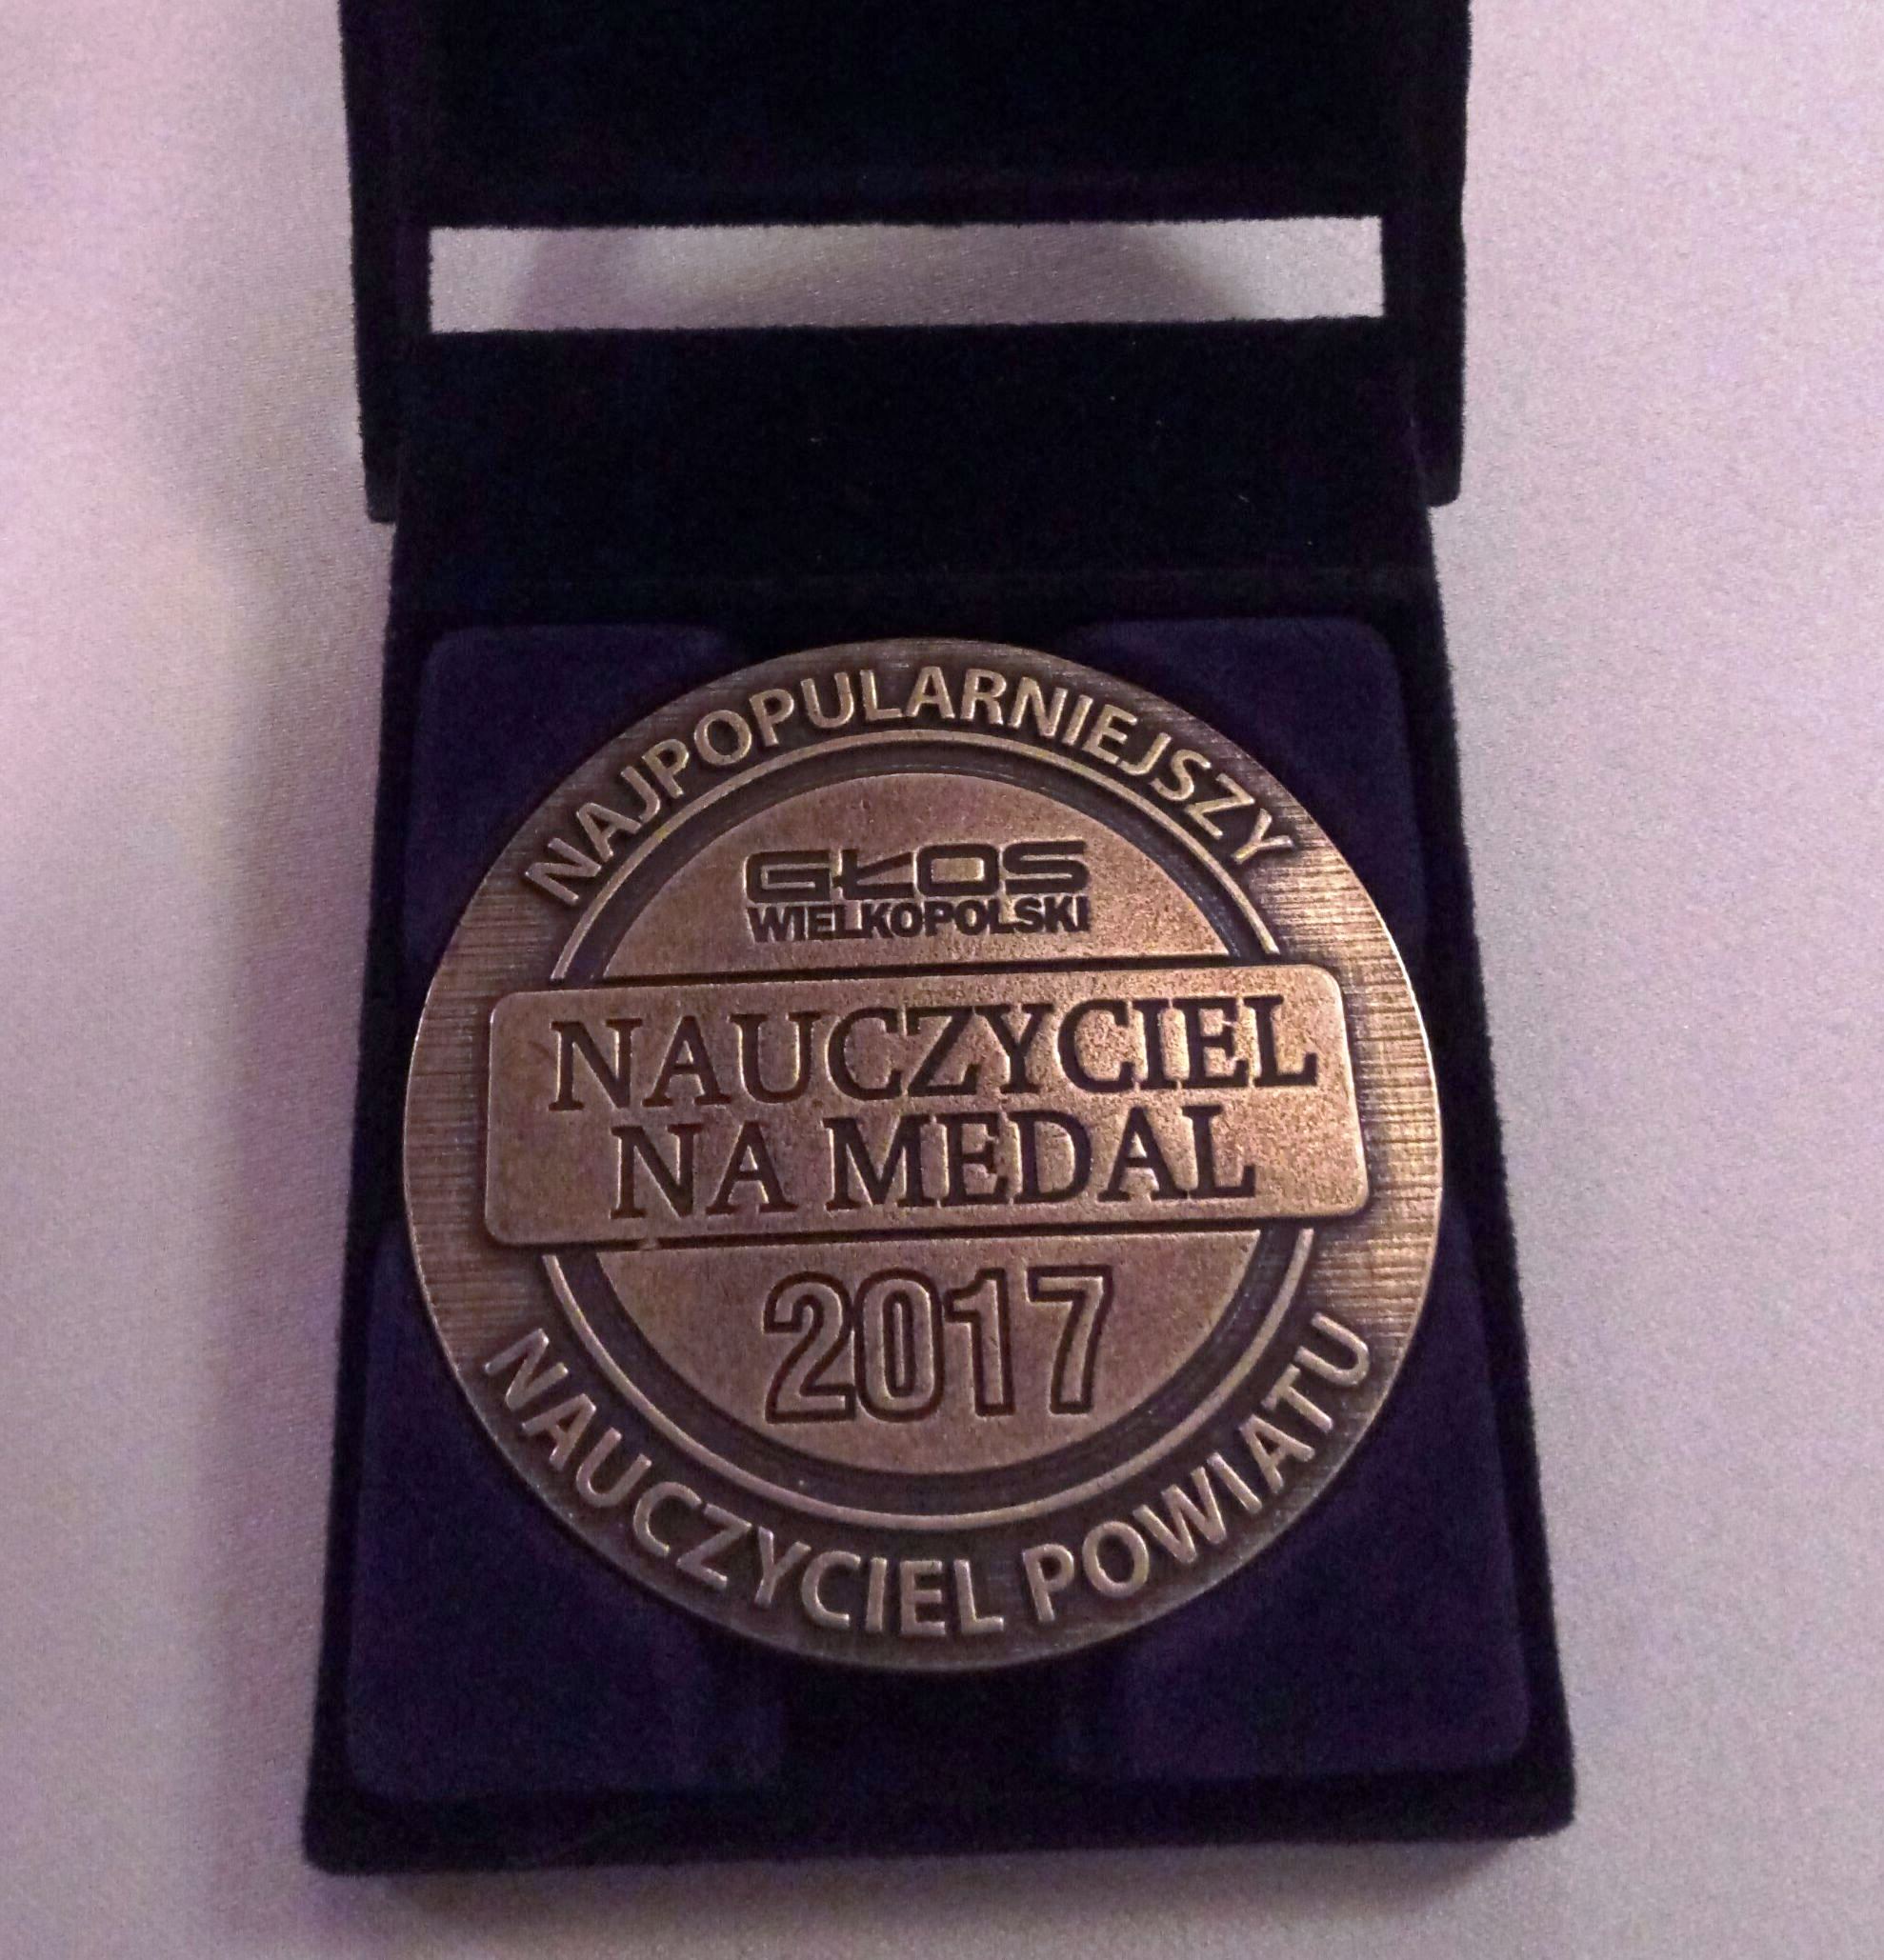 NAJPOPULARNIEJSZY
GŁOS
WIELKOPOLSKI
NAUCZYCIEL
NA MEDAL
2017
NAUCZYCIEL POWIATU